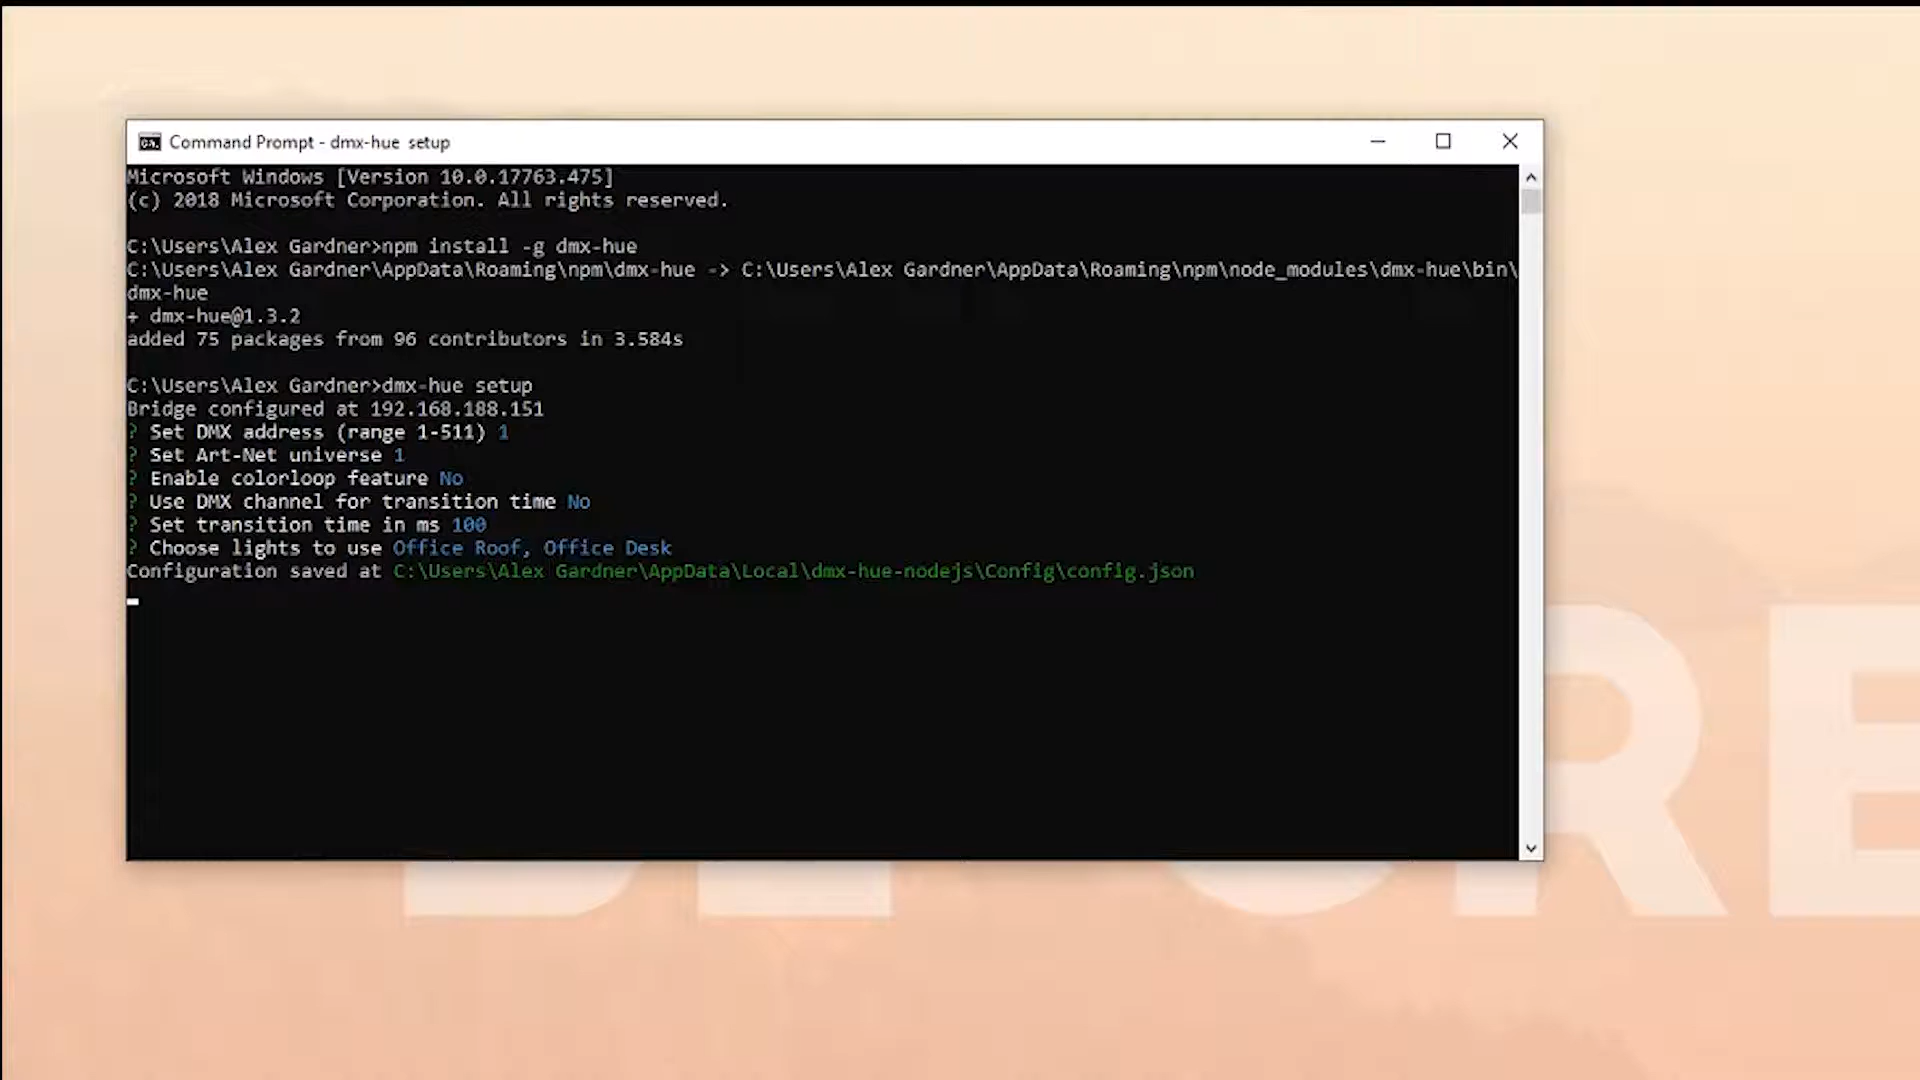 Command Prompt - dmx-hue  setup
Microsoft Windows [Version 10.0.17763.475]
(c) 2018 Microsoft Corporation. All rights reserved.
C:\Users\Alex Gardner>npm install -g dmx-hue
C:\Users\Alex Gardner\AppData\Roaming\npm\dmx-hue -> C:\Users\Alex Gardner\AppData\Roaming\npm\node_modules\dmx-hue\bin\
dmx-hue
+ dmx-hue@1.3.2
added 75 packages from 96 contributors in 3.584s
C:\Users\Alex Gardner>dmx-hue setup
Bridge configured at 192.168.188.151
? Set DMX address (range 1-511) 1
? Set Art-Net universe 1
? Enable colorloop feature No
? Use DMX channel for transition time No
? Set transition time in ms 100
? Choose lights to use Office Roof, Office Desk
Configuration saved at C:\Users\Alex Gardner\AppData\Local\dmx-hue-nodejs\Config\config.json